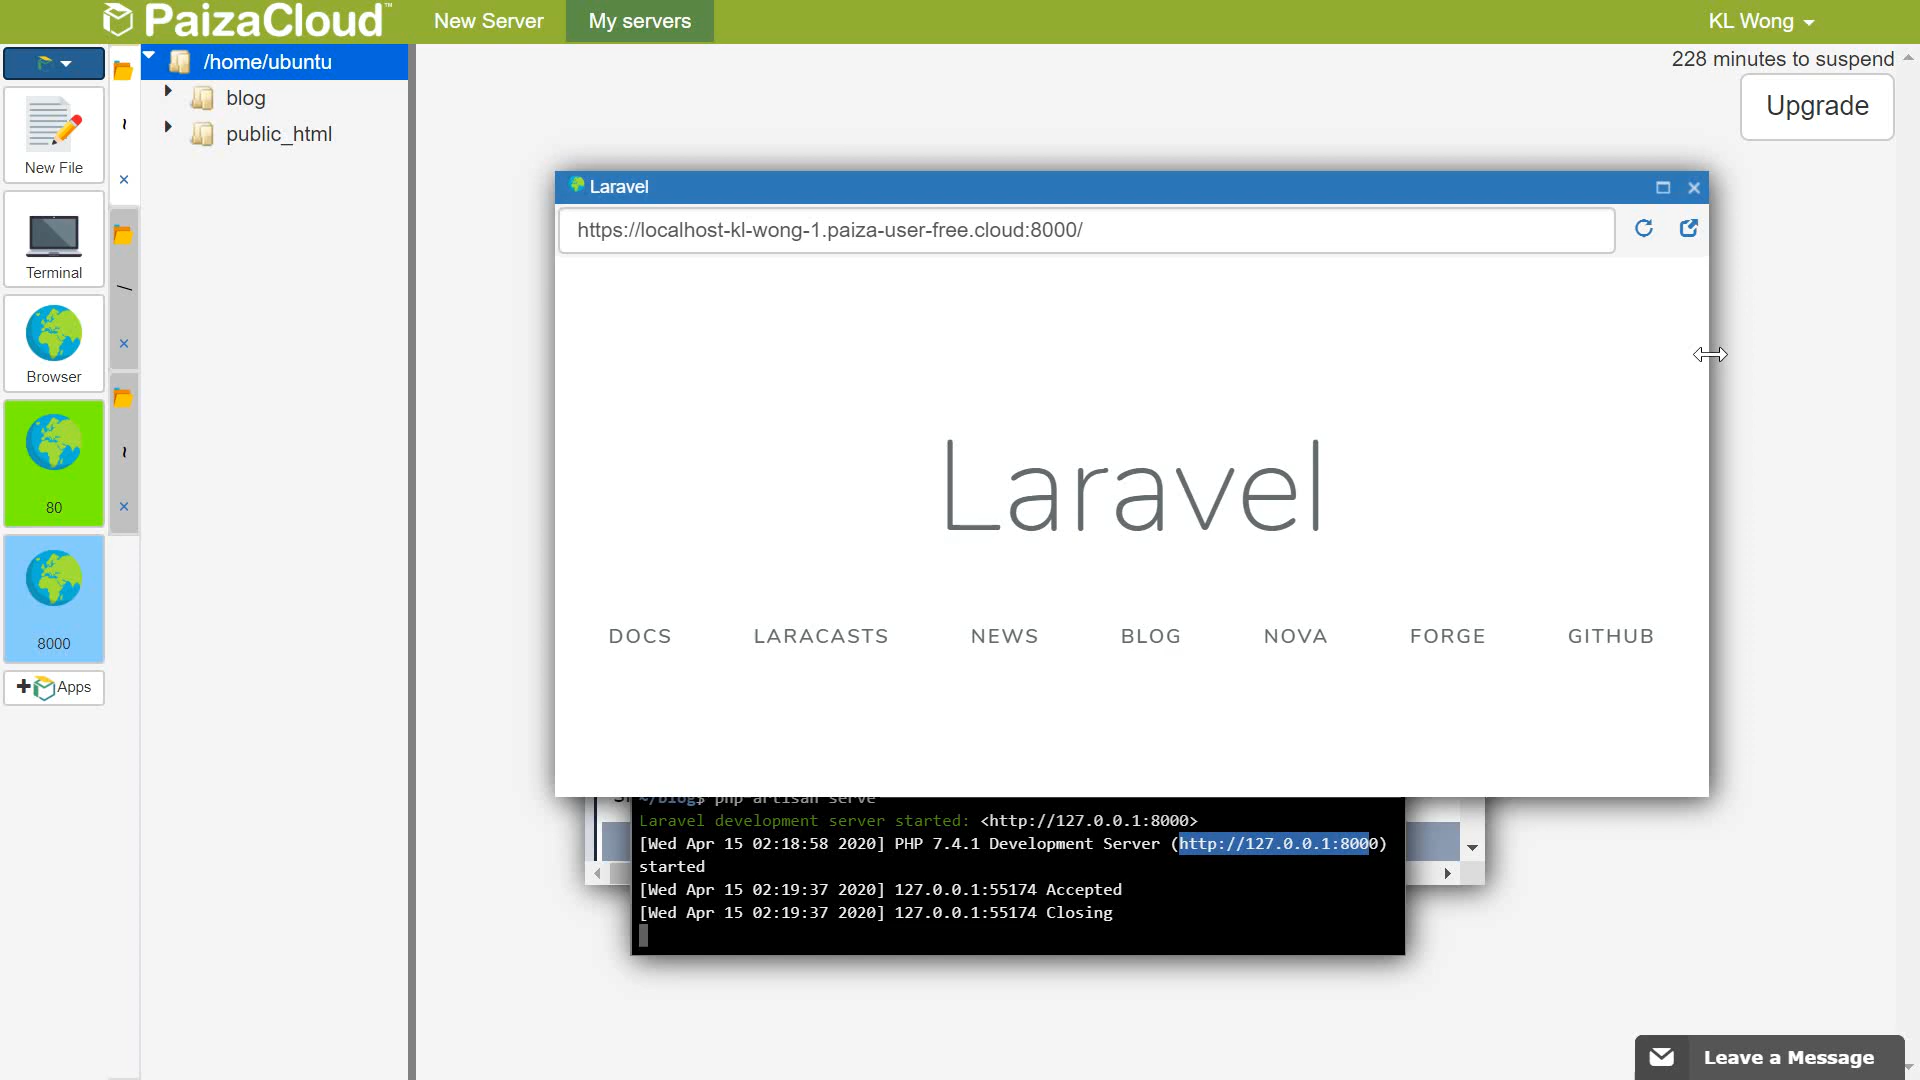 PaizaCloud™ New Server My servers KL Wong
228 minutes to suspend
Upgrade
/home/ubuntu
blog
public_html
New File
Terminal
Browser
80
8000
Apps
~
/
~
Laravel
https://localhost-kl-wong-1.paiza-user-free.cloud:8000/
Laravel
DOCS LARACASTS NEWS BLOG NOVA FORGE GITHUB
~/blog$ php artisan serve
Laravel development server started: <http://127.0.0.1:8000>
[Wed Apr 15 02:18:58 2020] PHP 7.4.1 Development Server (http://127.0.0.1:8000)
started
[Wed Apr 15 02:19:37 2020] 127.0.0.1:55174 Accepted
[Wed Apr 15 02:19:37 2020] 127.0.0.1:55174 Closing
Leave a Message